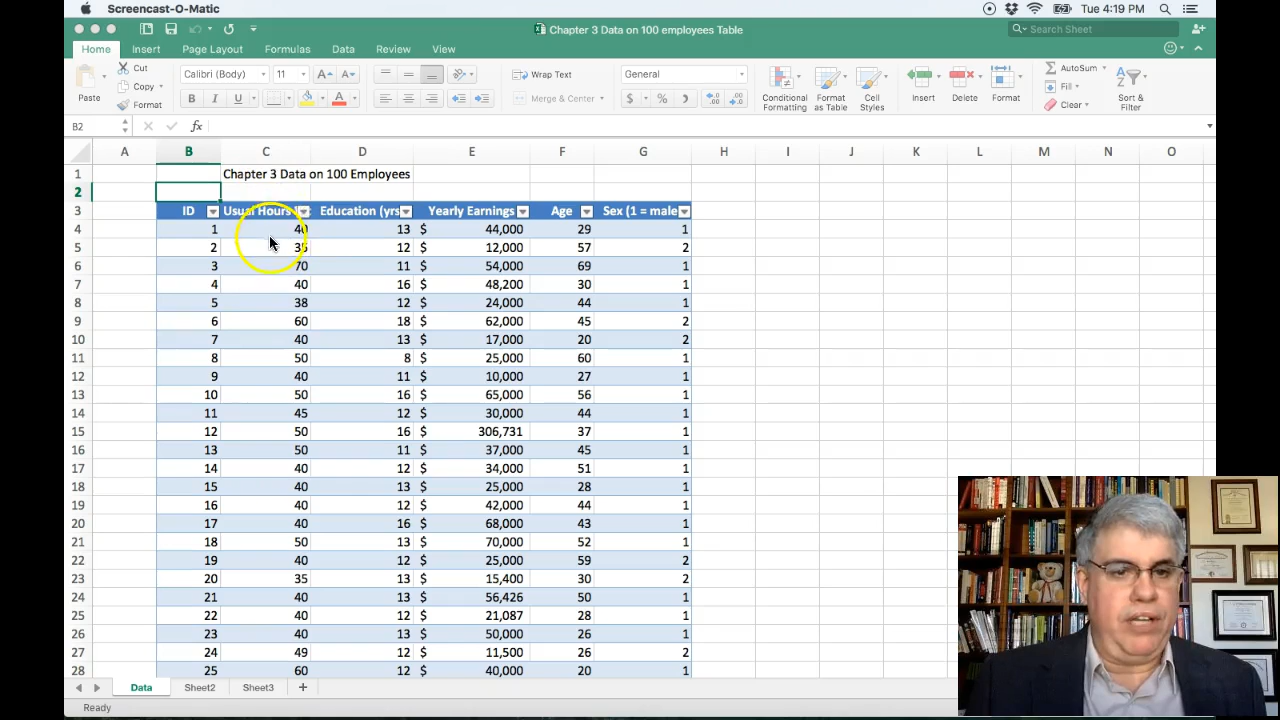 Screencast-O-Matic Tue 4:19 PM
Chapter 3 Data on 100 employees Table Search Sheet
Home Insert Page Layout Formulas Data Review View
Cut Calibri (Body) 11 Wrap Text General AutoSum
Paste Copy Conditional Formatting Format as Table Cell Styles Insert Delete Format Fill Sort & Filter
Format B I U A Merge & Center $ % Clear
B2 fx
A B C D E F G H I J K L M N O
1 Chapter 3 Data on 100 Employees
2
3 ID Usual Hours Education (yrs Yearly Earnings Age Sex (1 = male
4 1 40 13 $ 44,000 29 1
5 2 35 12 $ 12,000 57 2
6 3 70 11 $ 54,000 69 1
7 4 40 16 $ 48,200 30 1
8 5 38 12 $ 24,000 44 1
9 6 60 18 $ 62,000 45 2
10 7 40 13 $ 17,000 20 2
11 8 50 8 $ 25,000 60 1
12 9 40 11 $ 10,000 27 1
13 10 50 16 $ 65,000 56 1
14 11 45 12 $ 30,000 44 1
15 12 50 16 $ 306,731 37 1
16 13 50 11 $ 37,000 45 1
17 14 40 12 $ 34,000 51 1
18 15 40 13 $ 25,000 28 1
19 16 40 12 $ 42,000 44 1
20 17 40 16 $ 68,000 43 1
21 18 50 13 $ 70,000 52 1
22 19 40 12 $ 25,000 59 2
23 20 35 13 $ 15,400 30 2
24 21 40 13 $ 56,426 50 1
25 22 40 12 $ 21,087 28 1
26 23 40 13 $ 50,000 26 1
27 24 49 12 $ 11,500 26 2
28 25 60 12 $ 40,000 20 1
Data Sheet2 Sheet3 +
Ready